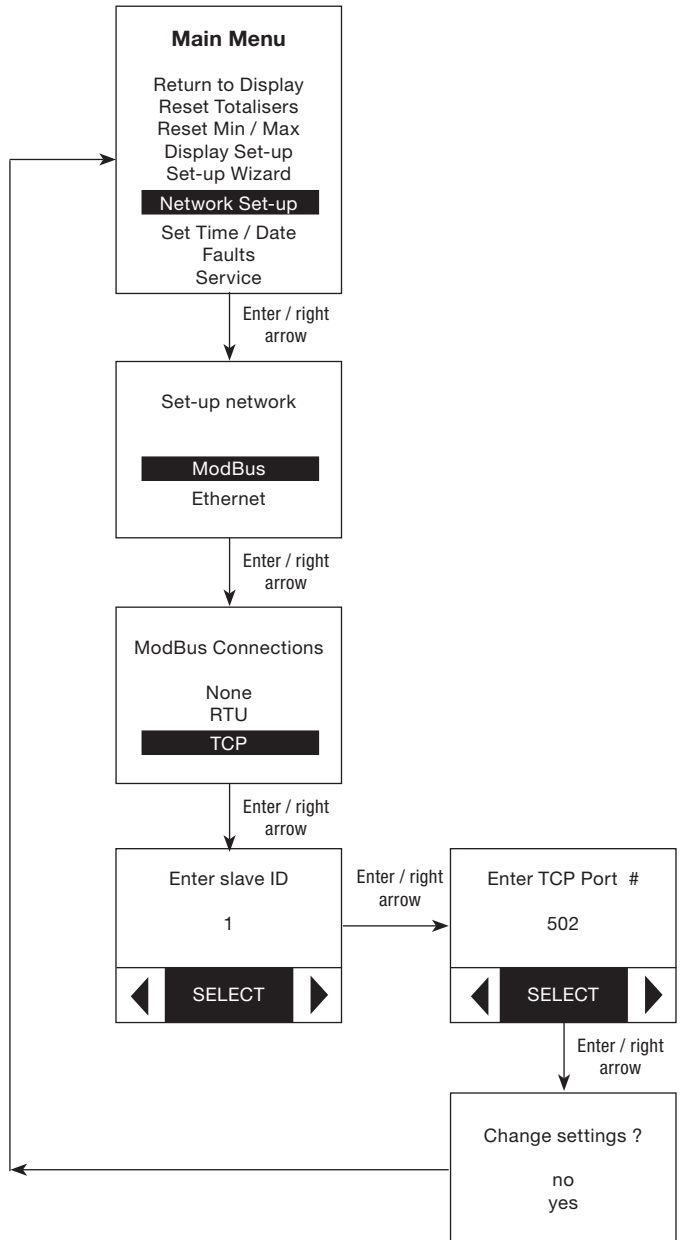 Main Menu
Return to Display
Reset Totalisers
Reset Min / Max
Display Set-up
Set-up Wizard
Network Set-up
Set Time / Date
Faults
Service
Enter / right
arrow
Set-up network
ModBus
Ethernet
Enter / right
arrow
ModBus Connections
None
RTU
TCP
Enter / right
arrow
Enter slave ID
1
SELECT
Enter / right
arrow
Enter TCP Port #
502
SELECT
Enter / right
arrow
Change settings ?
no
yes